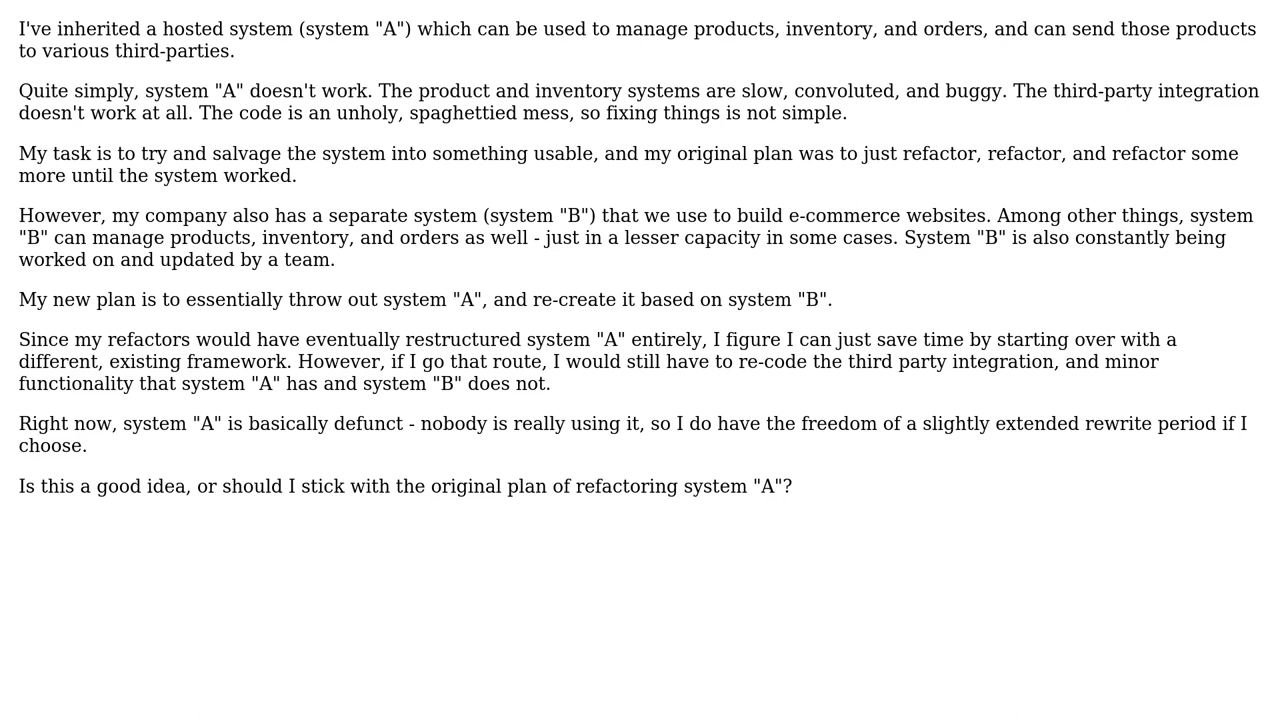 I've inherited a hosted system (system "A") which can be used to manage products, inventory, and orders, and can send those products
to various third-parties.
Quite simply, system "A" doesn't work. The product and inventory systems are slow, convoluted, and buggy. The third-party integration
doesn't work at all. The code is an unholy, spaghettied mess, so fixing things is not simple.
My task is to try and salvage the system into something usable, and my original plan was to just refactor, refactor, and refactor some
more until the system worked.
However, my company also has a separate system (system "B") that we use to build e-commerce websites. Among other things, system
"B" can manage products, inventory, and orders as well - just in a lesser capacity in some cases. System "B" is also constantly being
worked on and updated by a team.
My new plan is to essentially throw out system "A", and re-create it based on system "B".
Since my refactors would have eventually restructured system "A" entirely, I figure I can just save time by starting over with a
different, existing framework. However, if I go that route, I would still have to re-code the third party integration, and minor
functionality that system "A" has and system "B" does not.
Right now, system "A" is basically defunct - nobody is really using it, so I do have the freedom of a slightly extended rewrite period if I
choose.
Is this a good idea, or should I stick with the original plan of refactoring system "A"?